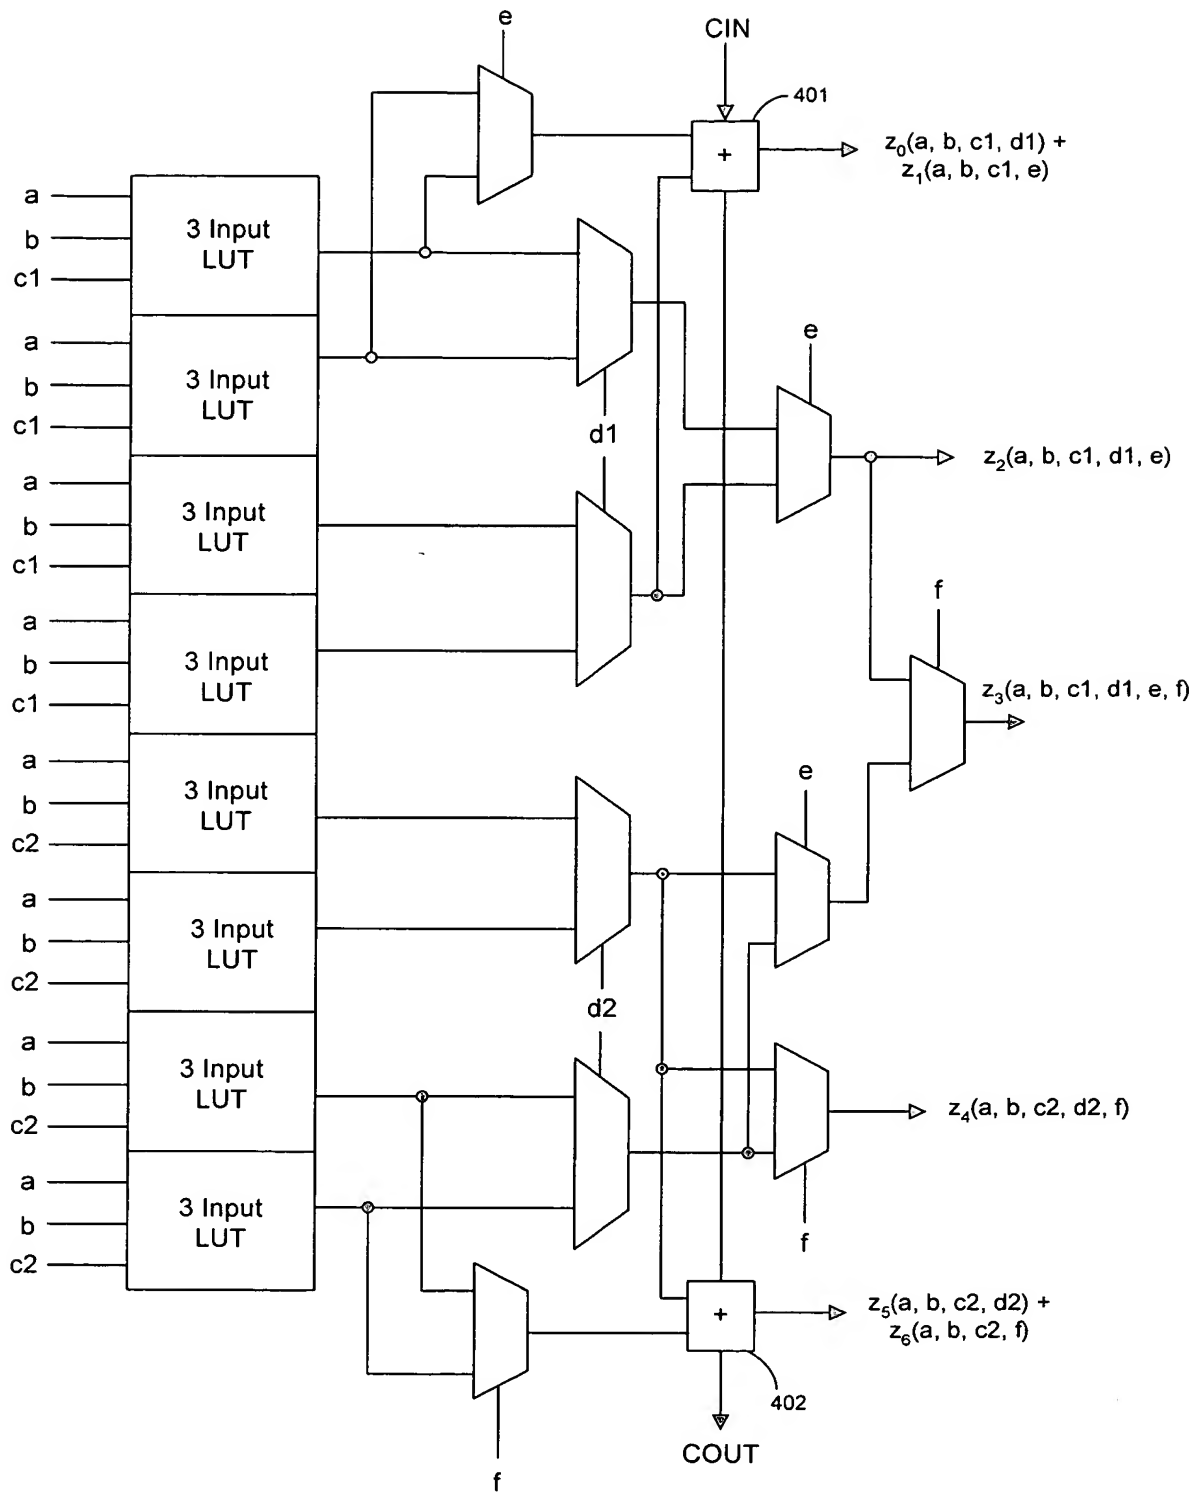 e
CIN
401
z0(a, b, c1, d1) +
z1(a, b, c1, e)
+
a
b
c1
3 Input
LUT
a
b
c1
3 Input
LUT
e
d1
z2(a, b, c1, d1, e)
a
b
c1
3 Input
LUT
f
a
b
c1
3 Input
LUT
z3(a, b, c1, d1, e, f)
a
b
c2
3 Input
LUT
e
a
b
c2
3 Input
LUT
d2
a
b
c2
3 Input
LUT
z4(a, b, c2, d2, f)
a
b
c2
3 Input
LUT
f
+
z5(a, b, c2, d2) +
z6(a, b, c2, f)
402
COUT
f